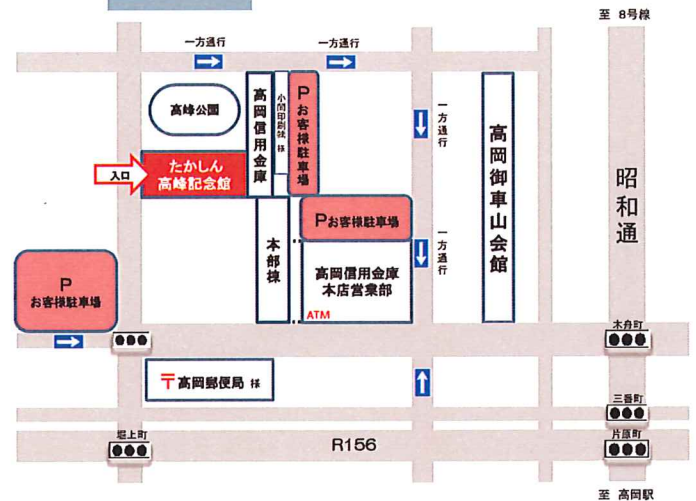 至 8号線
一方通行
一方通行
高峰公園
高岡信用金庫
小間印刷㈱ 様
P
お客様駐車場
一方通行
入口
たかしん
高峰記念館
高岡御車山会館
昭和通
Pお客様駐車場
本部棟
一方通行
高岡信用金庫
本店営業部
ATM
P
お客様駐車場
木舟町
〒高岡郵便局 様
三番町
堀上町
R156
片原町
至 高岡駅